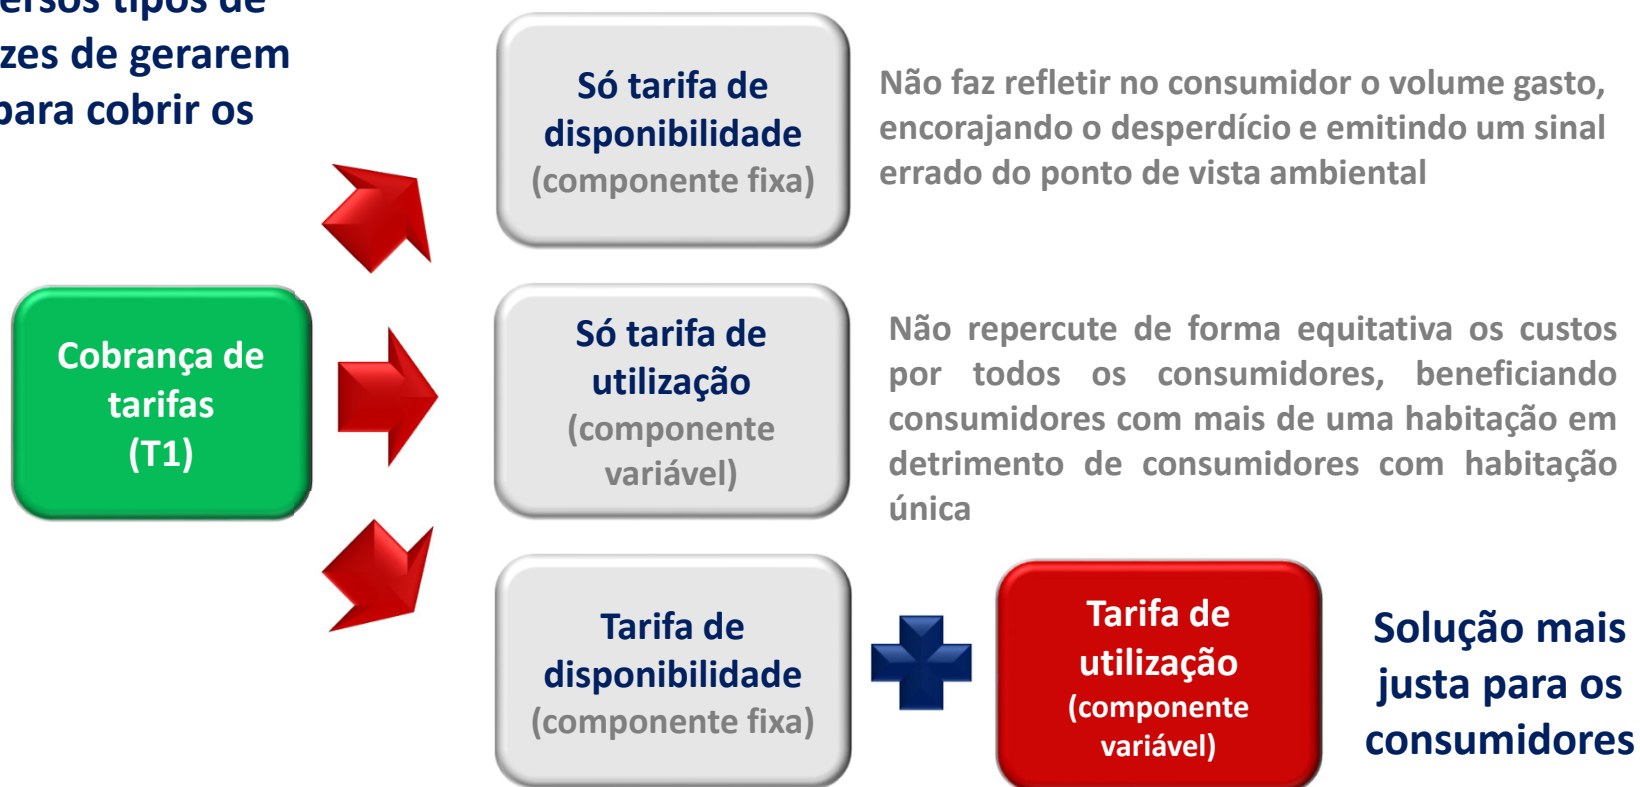 ersos tipos de
zes de gerarem
para cobrir os
Só tarifa de
disponibilidade
(componente fixa)
Não faz refletir no consumidor o volume gasto,
encorajando o desperdício e emitindo um sinal
errado do ponto de vista ambiental
Cobrança de
tarifas
(T1)
Só tarifa de
utilização
(componente
variável)
Não repercute de forma equitativa os custos
por todos os consumidores, beneficiando
consumidores com mais de uma habitação em
detrimento de consumidores com habitação
única
Tarifa de
disponibilidade
(componente fixa)
Tarifa de
utilização
(componente
variável)
Solução mais
justa para os
consumidores